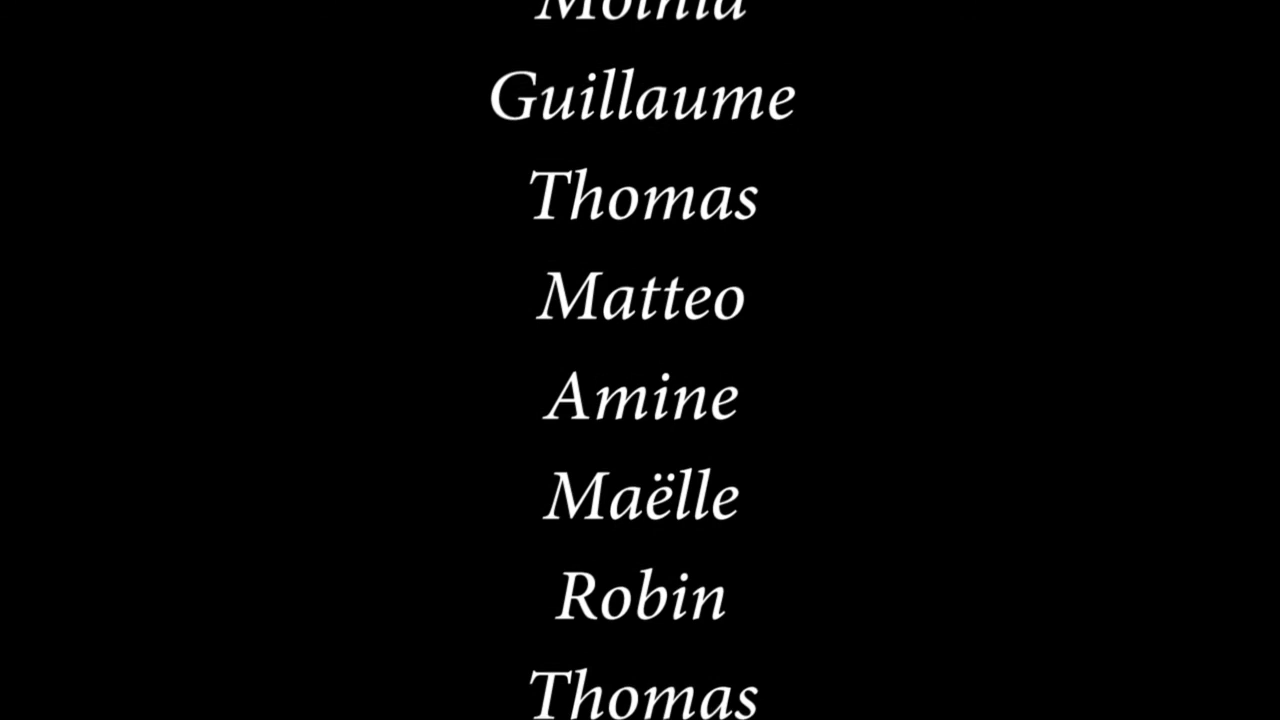 Guillaume
Thomas
Matteo
Amine
Maëlle
Robin
Thomas